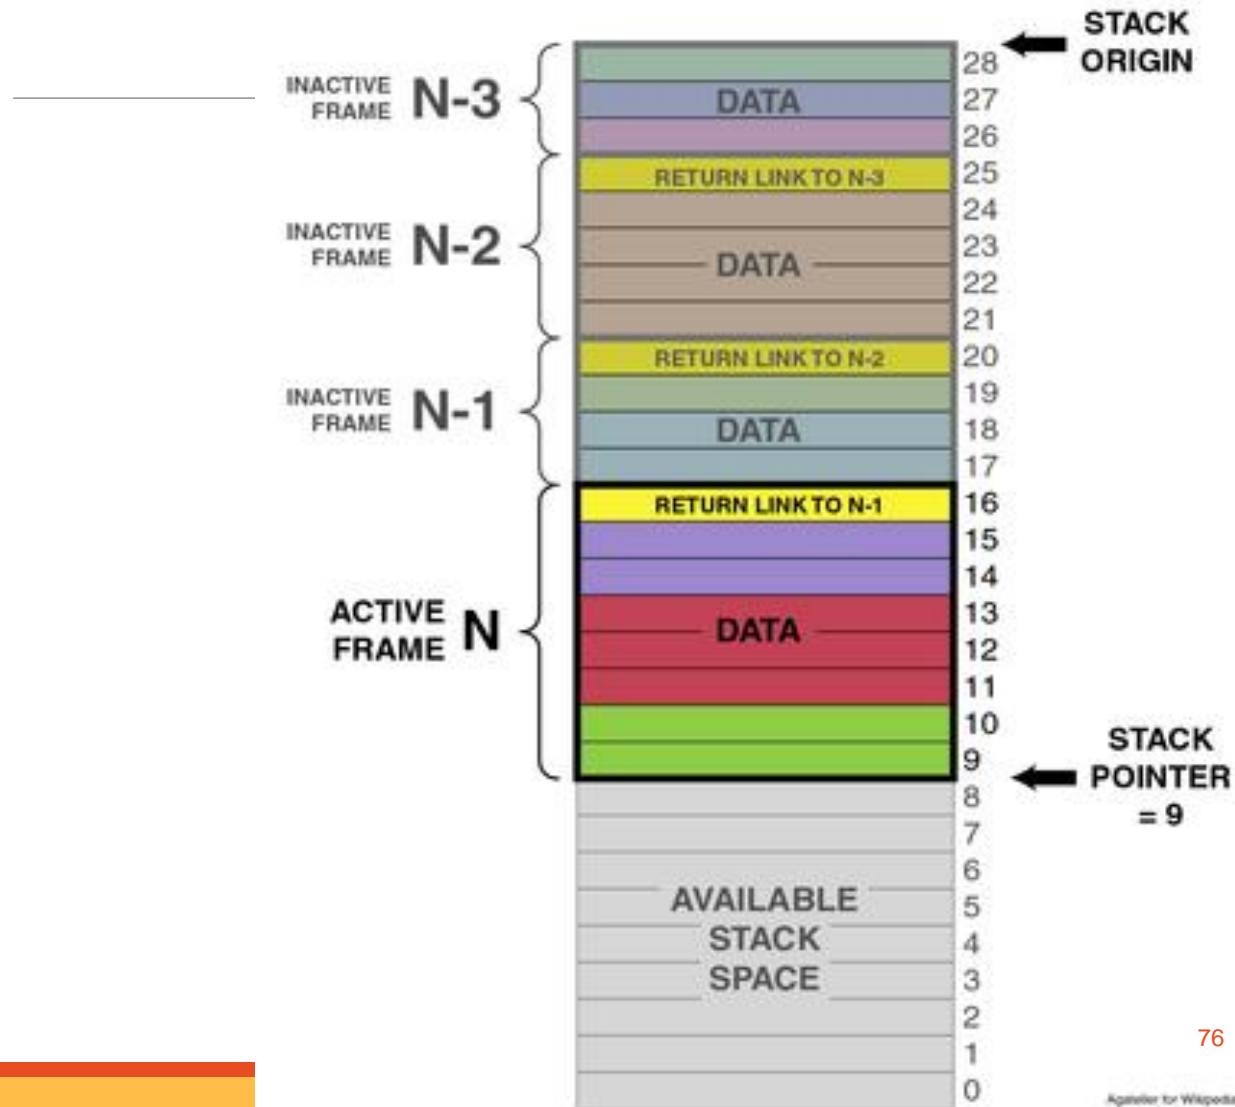 STACK
ORIGIN
28
INACTIVE
FRAME
N-3
DATA
27
26
RETURN LINK TO N-3
25
24
INACTIVE
FRAME
N-2
23
DATA
22
21
RETURN LINK TO N-2
20
19
INACTIVE
FRAME
N-1
DATA
18
17
RETURN LINK TO N-1
16
15
14
ACTIVE
FRAME
N
13
DATA
12
11
10
9
STACK
POINTER
= 9
8
7
6
AVAILABLE
STACK
SPACE
5
4
3
2
1
0
76
Agateller for Wikipedia